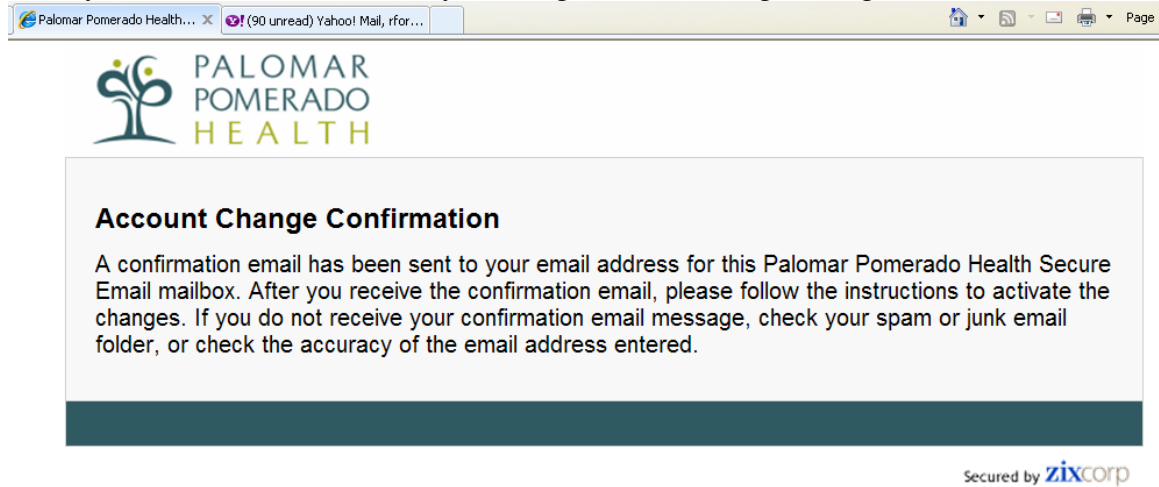 Palomar Pomerado Health... X (90 unread) Yahoo! Mail, rfor... Page
PALOMAR
POMERADO
HEALTH
Account Change Confirmation
A confirmation email has been sent to your email address for this Palomar Pomerado Health Secure
Email mailbox. After you receive the confirmation email, please follow the instructions to activate the
changes. If you do not receive your confirmation email message, check your spam or junk email
folder, or check the accuracy of the email address entered.
Secured by zixcorp